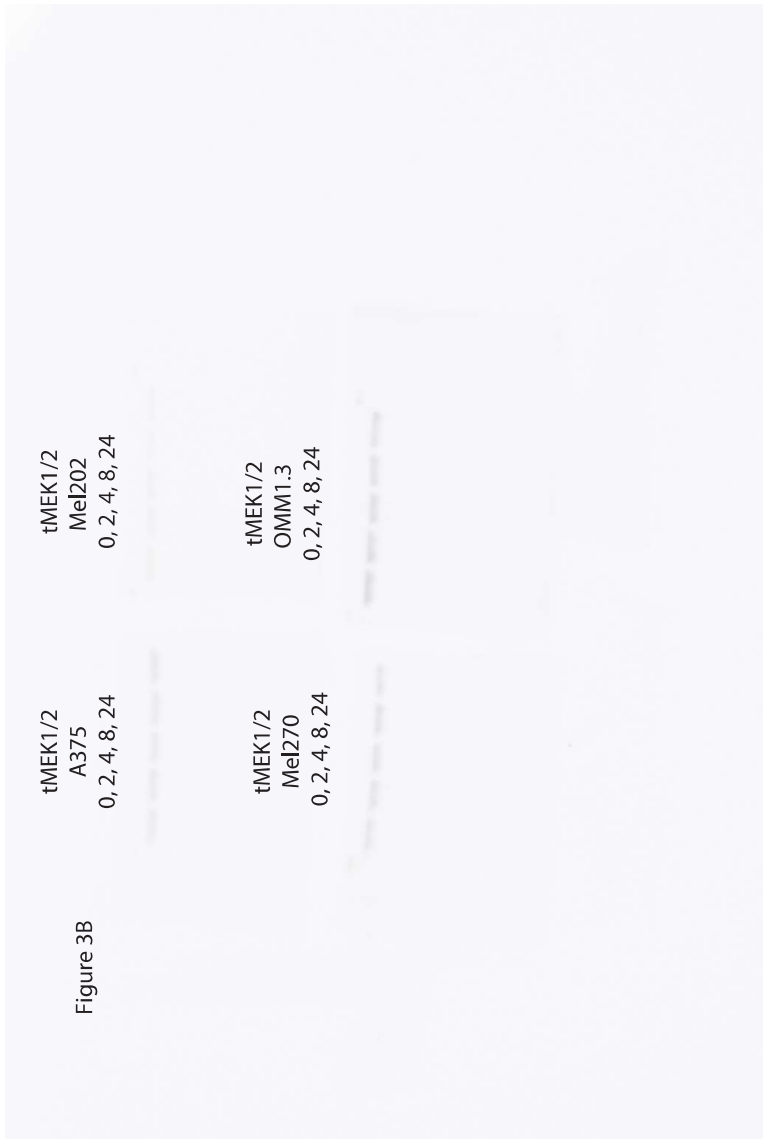 Figure 3B
tMEK1/2
A375
0, 2, 4, 8, 24
tMEK1/2
Mel202
0, 2, 4, 8, 24
tMEK1/2
Mel270
0, 2, 4, 8, 24
tMEK1/2
OMM1.3
0, 2, 4, 8, 24